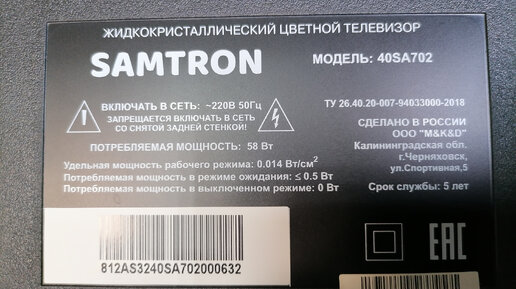 ЖИДКОКРИСТАЛЛИЧЕСКИЙ ЦВЕТНОЙ ТЕЛЕВИЗОР
SAMTRON
МОДЕЛЬ: 40SA702
ВКЛЮЧАТЬ В СЕТЬ: ~220В 50Гц
ЗАПРЕЩАЕТСЯ ВКЛЮЧАТЬ В СЕТЬ
СО СНЯТОЙ ЗАДНЕЙ СТЕНКОЙ!
ПОТРЕБЛЯЕМАЯ МОЩНОСТЬ: 58 Вт
Удельная мощность рабочего режима: 0.014 Вт/см²
Потребляемая мощность в режиме ожидания: ≤ 0.5 Вт
Потребляемая мощность в выключенном режиме: 0 Вт
ТУ 26.40.20-007-94033000-2018
СДЕЛАНО В РОССИИ
ООО "M&K&D"
Калининградская обл.
г.Черняховск,
ул.Спортивная,5
Срок службы: 5 лет
812AS3240SA702000632
EAC